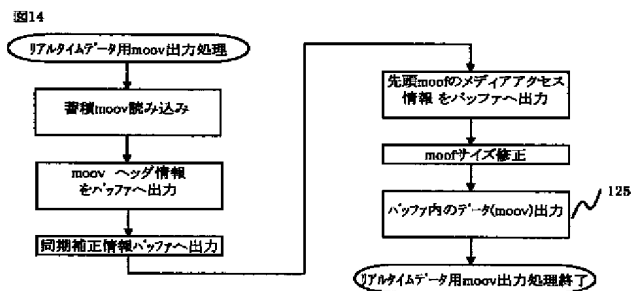 図14
リアルタイムデータ用moov出力処理
蓄積moov読み込み
moov ヘッダ情報
をバッファへ出力
同期補正情報バッファへ出力
先頭moofのメディアアクセス
情報をバッファへ出力
moofサイズ修正
バッファ内のデータ(moov)出力
125
リアルタイムデータ用moov出力処理終了